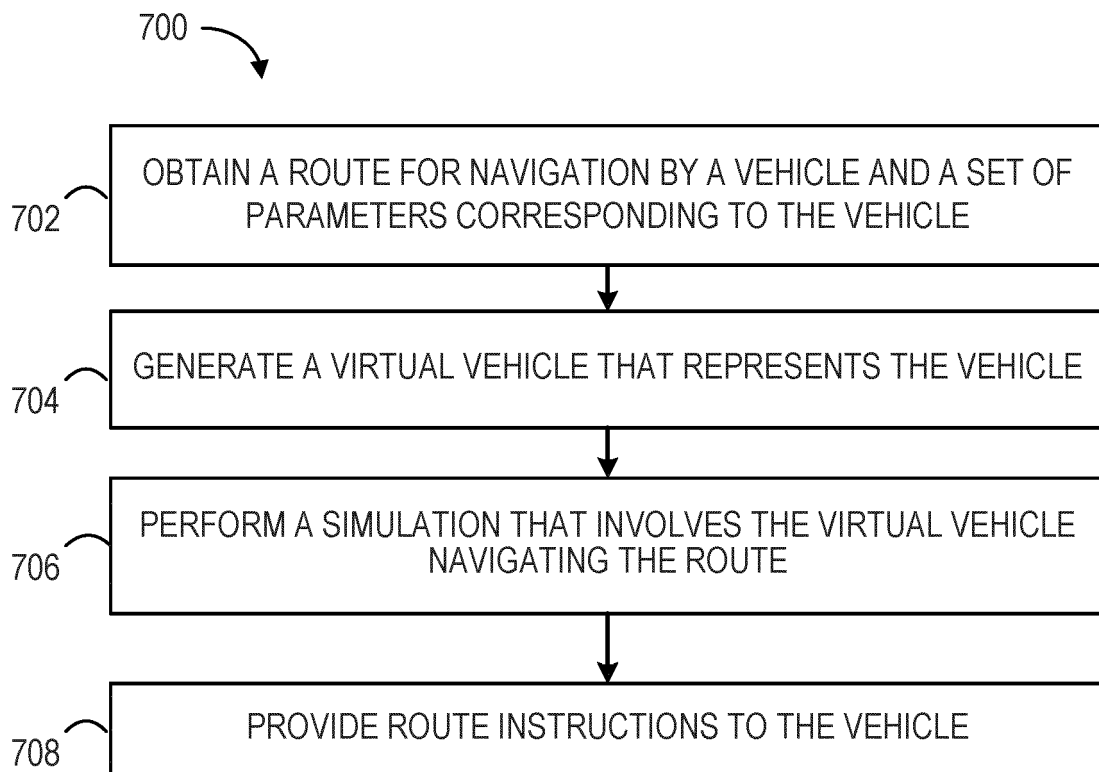 700
OBTAIN A ROUTE FOR NAVIGATION BY A VEHICLE AND A SET OF
PARAMETERS CORRESPONDING TO THE VEHICLE
702
GENERATE A VIRTUAL VEHICLE THAT REPRESENTS THE VEHICLE
704
PERFORM A SIMULATION THAT INVOLVES THE VIRTUAL VEHICLE
NAVIGATING THE ROUTE
706
PROVIDE ROUTE INSTRUCTIONS TO THE VEHICLE
708